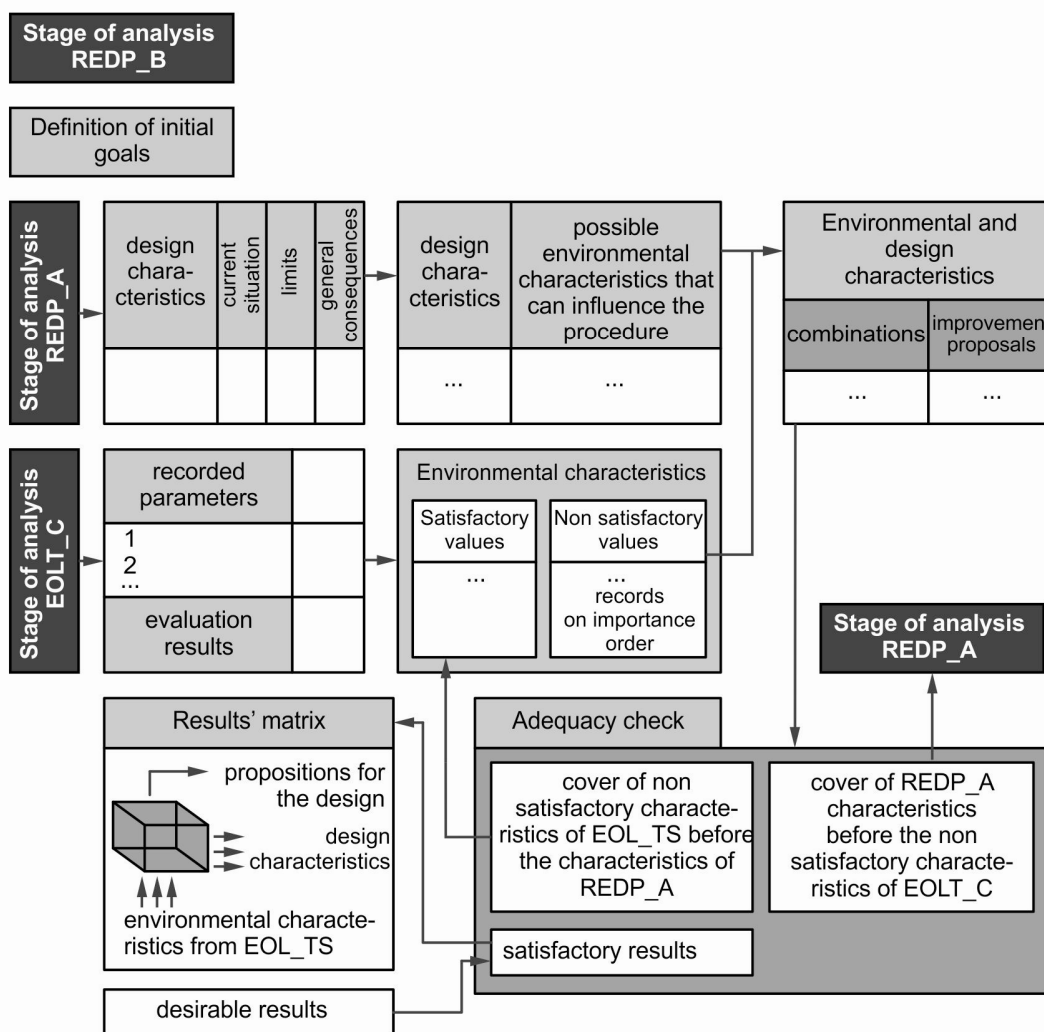 Stage of analysis
REDP_B
Definition of initial
goals
Stage of analysis
REDP_A
design
chara-
cteristics
current
situation
limits
general
consequences
design
chara-
cteristics
possible
environmental
characteristics that
can influence the
procedure
Environmental and
design
characteristics
combinations
improvemen
proposals
...
...
...
...
Stage of analysis
EOLT_C
recorded
parameters
1
2
...
evaluation
results
Environmental characteristics
Satisfactory
values
...
Non satisfactory
values
...
records
on importance
order
Stage of analysis
REDP_A
Results’ matrix
propositions for
the design
design
characteristics
environmental characte-
ristics from EOL_TS
desirable results
Adequacy check
cover of non
satisfactory characte-
ristics of EOL_TS before
the characteristics of
REDP_A
cover of REDP_A
characteristics
before the non
satisfactory characte-
ristics of EOLT_C
satisfactory results